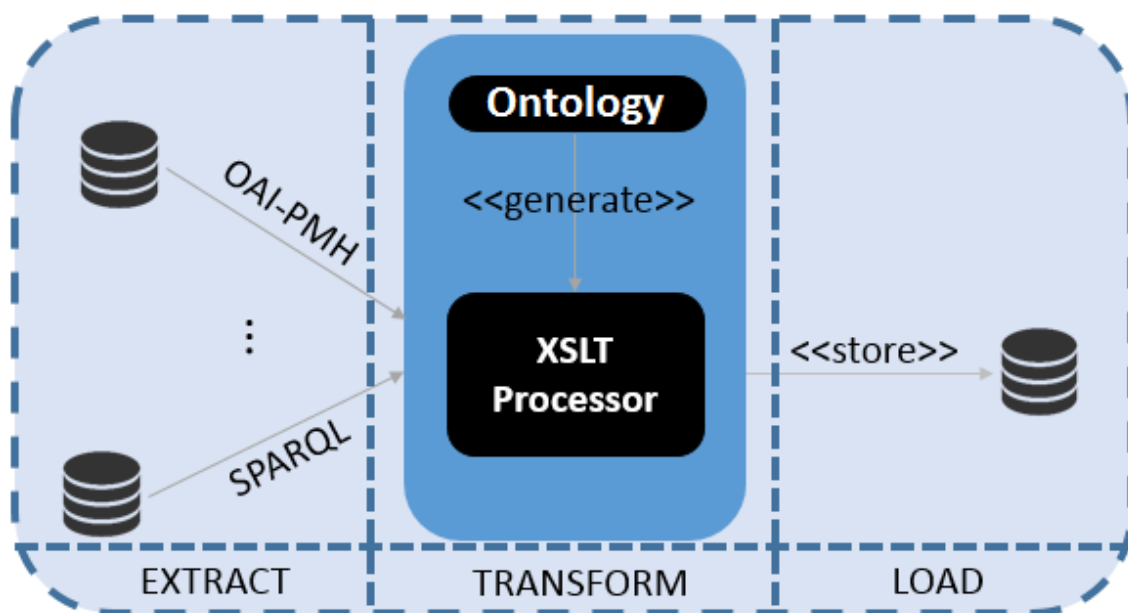 Ontology
<<generate>>
OAI-PMH
⋮
XSLT
Processor
<<store>>
SPARQL
EXTRACT
TRANSFORM
LOAD